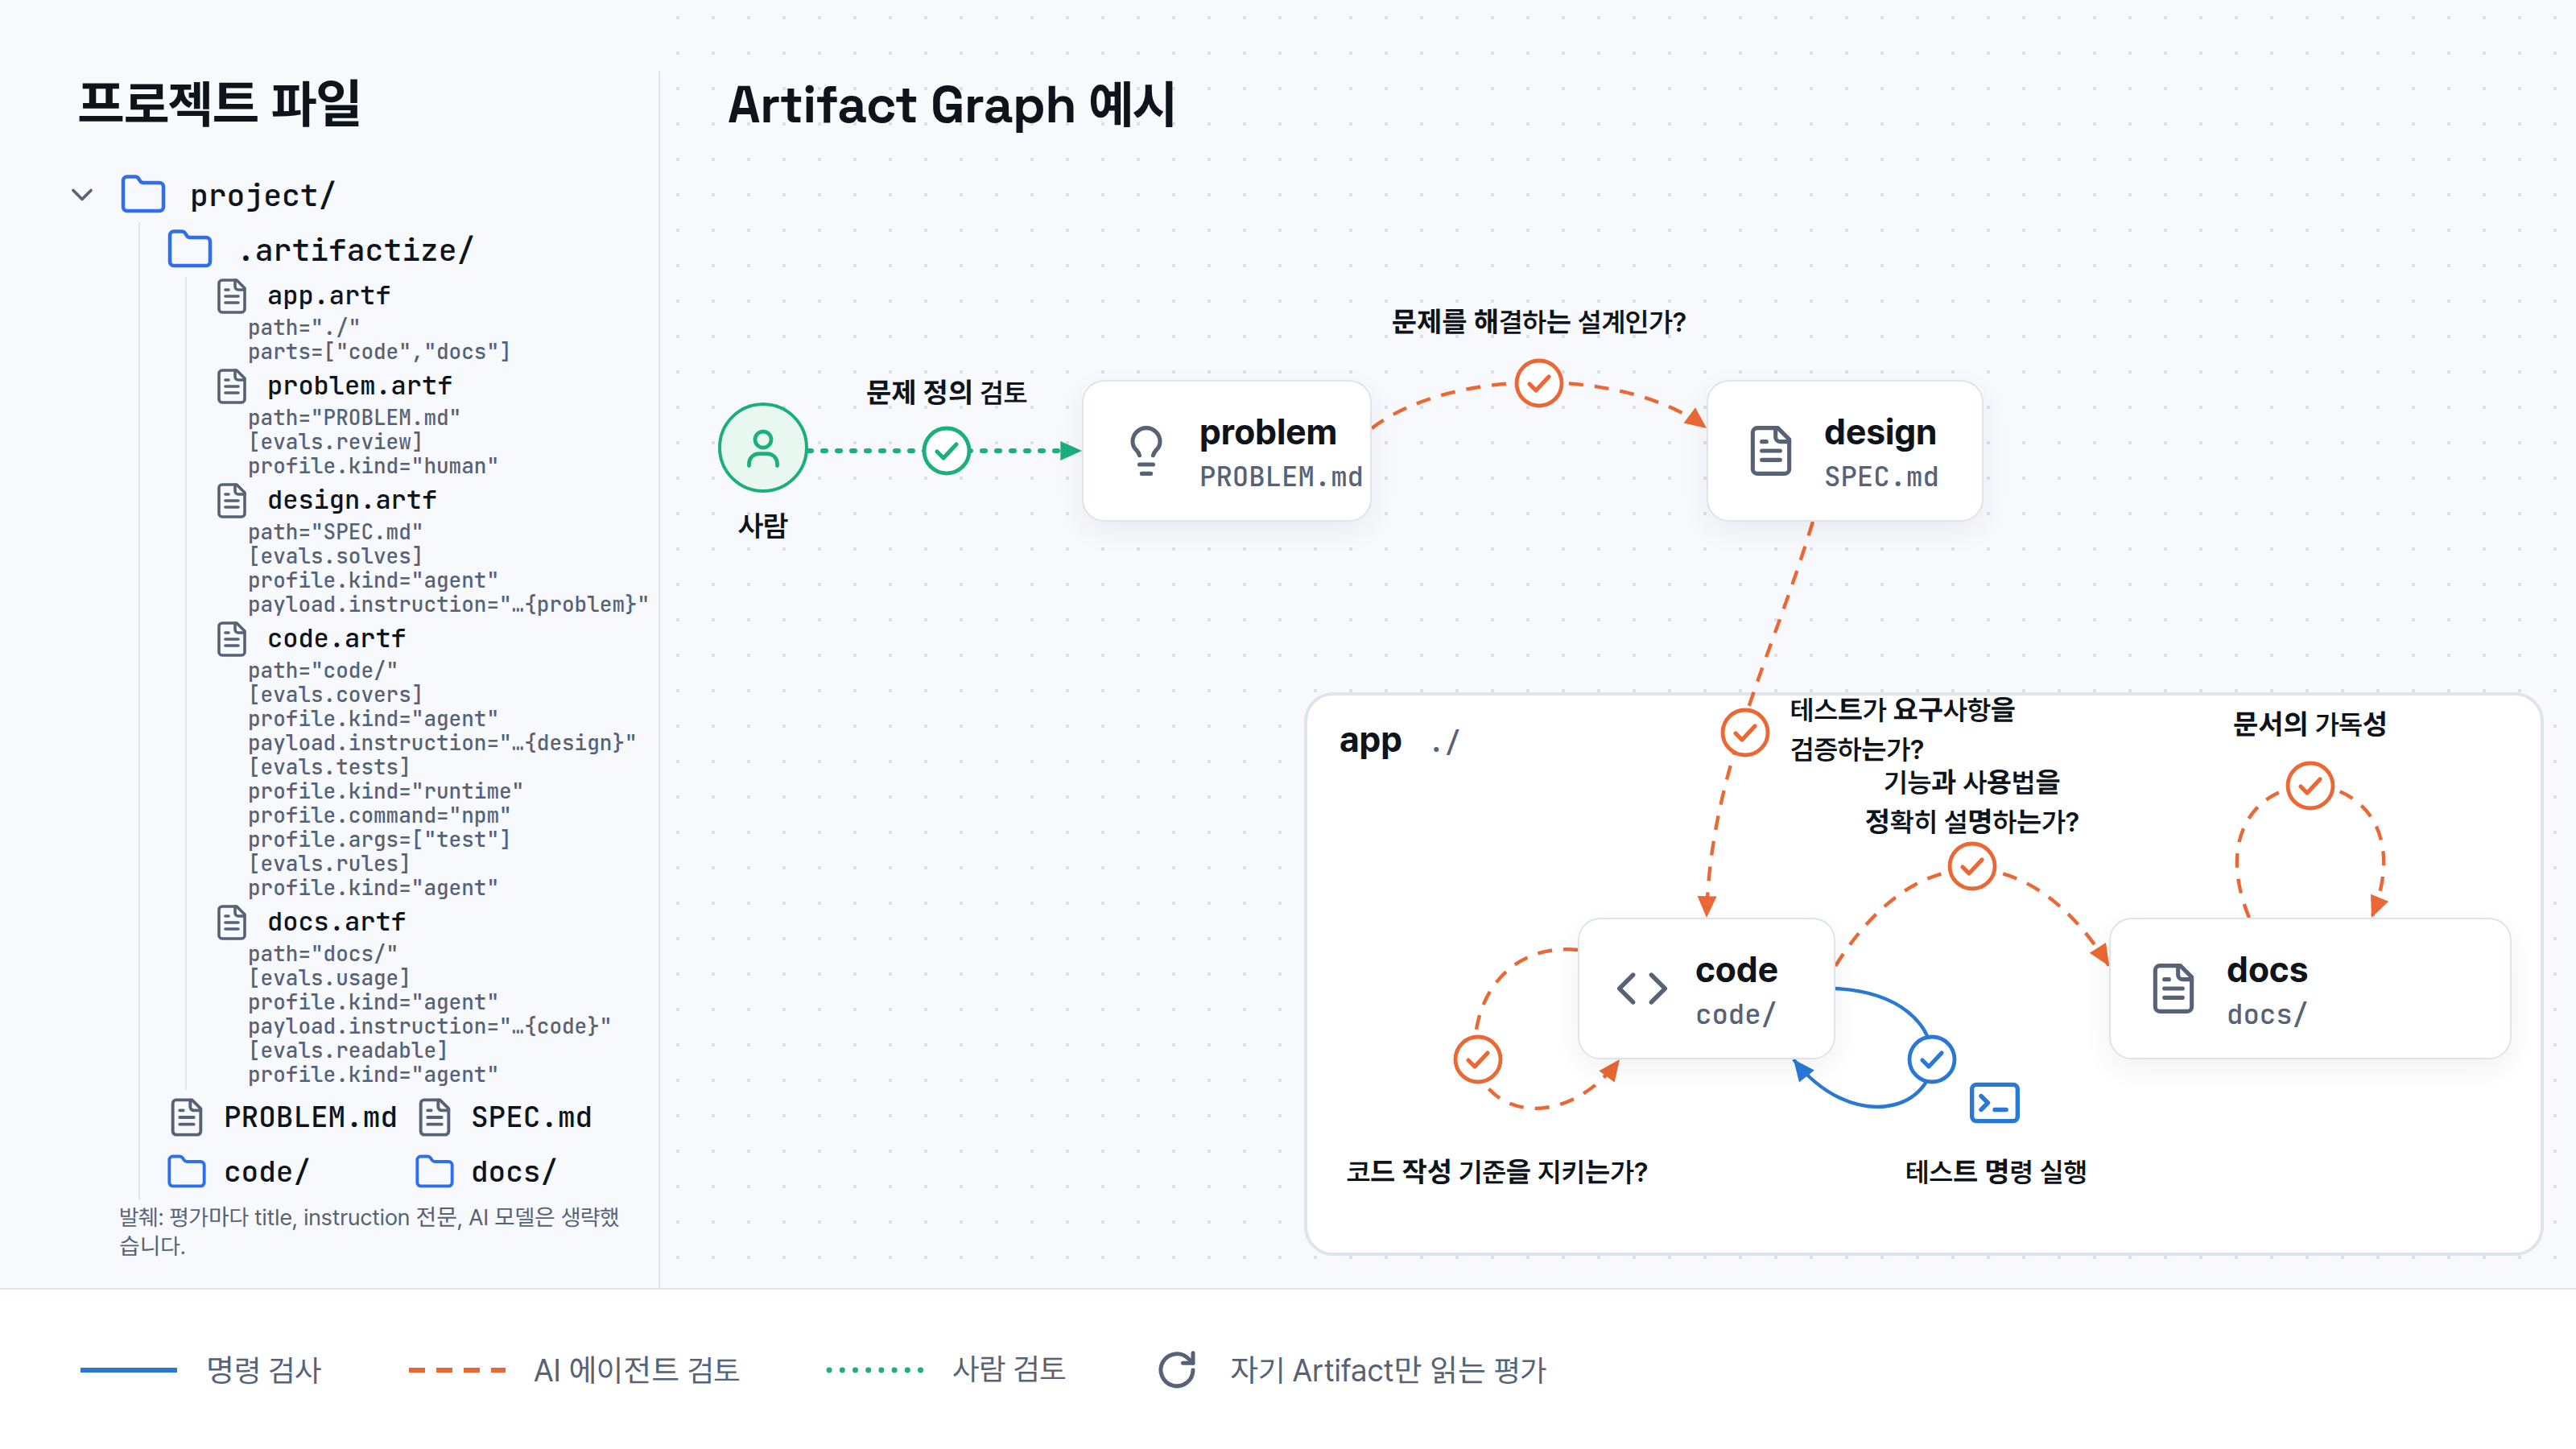 프로젝트 파일
project/
.artifactize/
app.artf
path="./"
parts=["code","docs"]
problem.artf
path="PROBLEM.md"
[evals.review]
profile.kind="human"
design.artf
path="SPEC.md"
[evals.solves]
profile.kind="agent"
payload.instruction="…{problem}"
code.artf
path="code/"
[evals.covers]
profile.kind="agent"
payload.instruction="…{design}"
[evals.tests]
profile.kind="runtime"
profile.command="npm"
profile.args=["test"]
[evals.rules]
profile.kind="agent"
docs.artf
path="docs/"
[evals.usage]
profile.kind="agent"
payload.instruction="…{code}"
[evals.readable]
profile.kind="agent"
PROBLEM.md SPEC.md
code/ docs/
발췌: 평가마다 title, instruction 전문, AI 모델은 생략했
습니다.
Artifact Graph 예시
문제를 해결하는 설계인가?
문제 정의 검토
사람
problem
PROBLEM.md
design
SPEC.md
app ./
테스트가 요구사항을
검증하는가?
문서의 가독성
기능과 사용법을
정확히 설명하는가?
code
code/
docs
docs/
코드 작성 기준을 지키는가?
테스트 명령 실행
명령 검사
AI 에이전트 검토
사람 검토
자기 Artifact만 읽는 평가